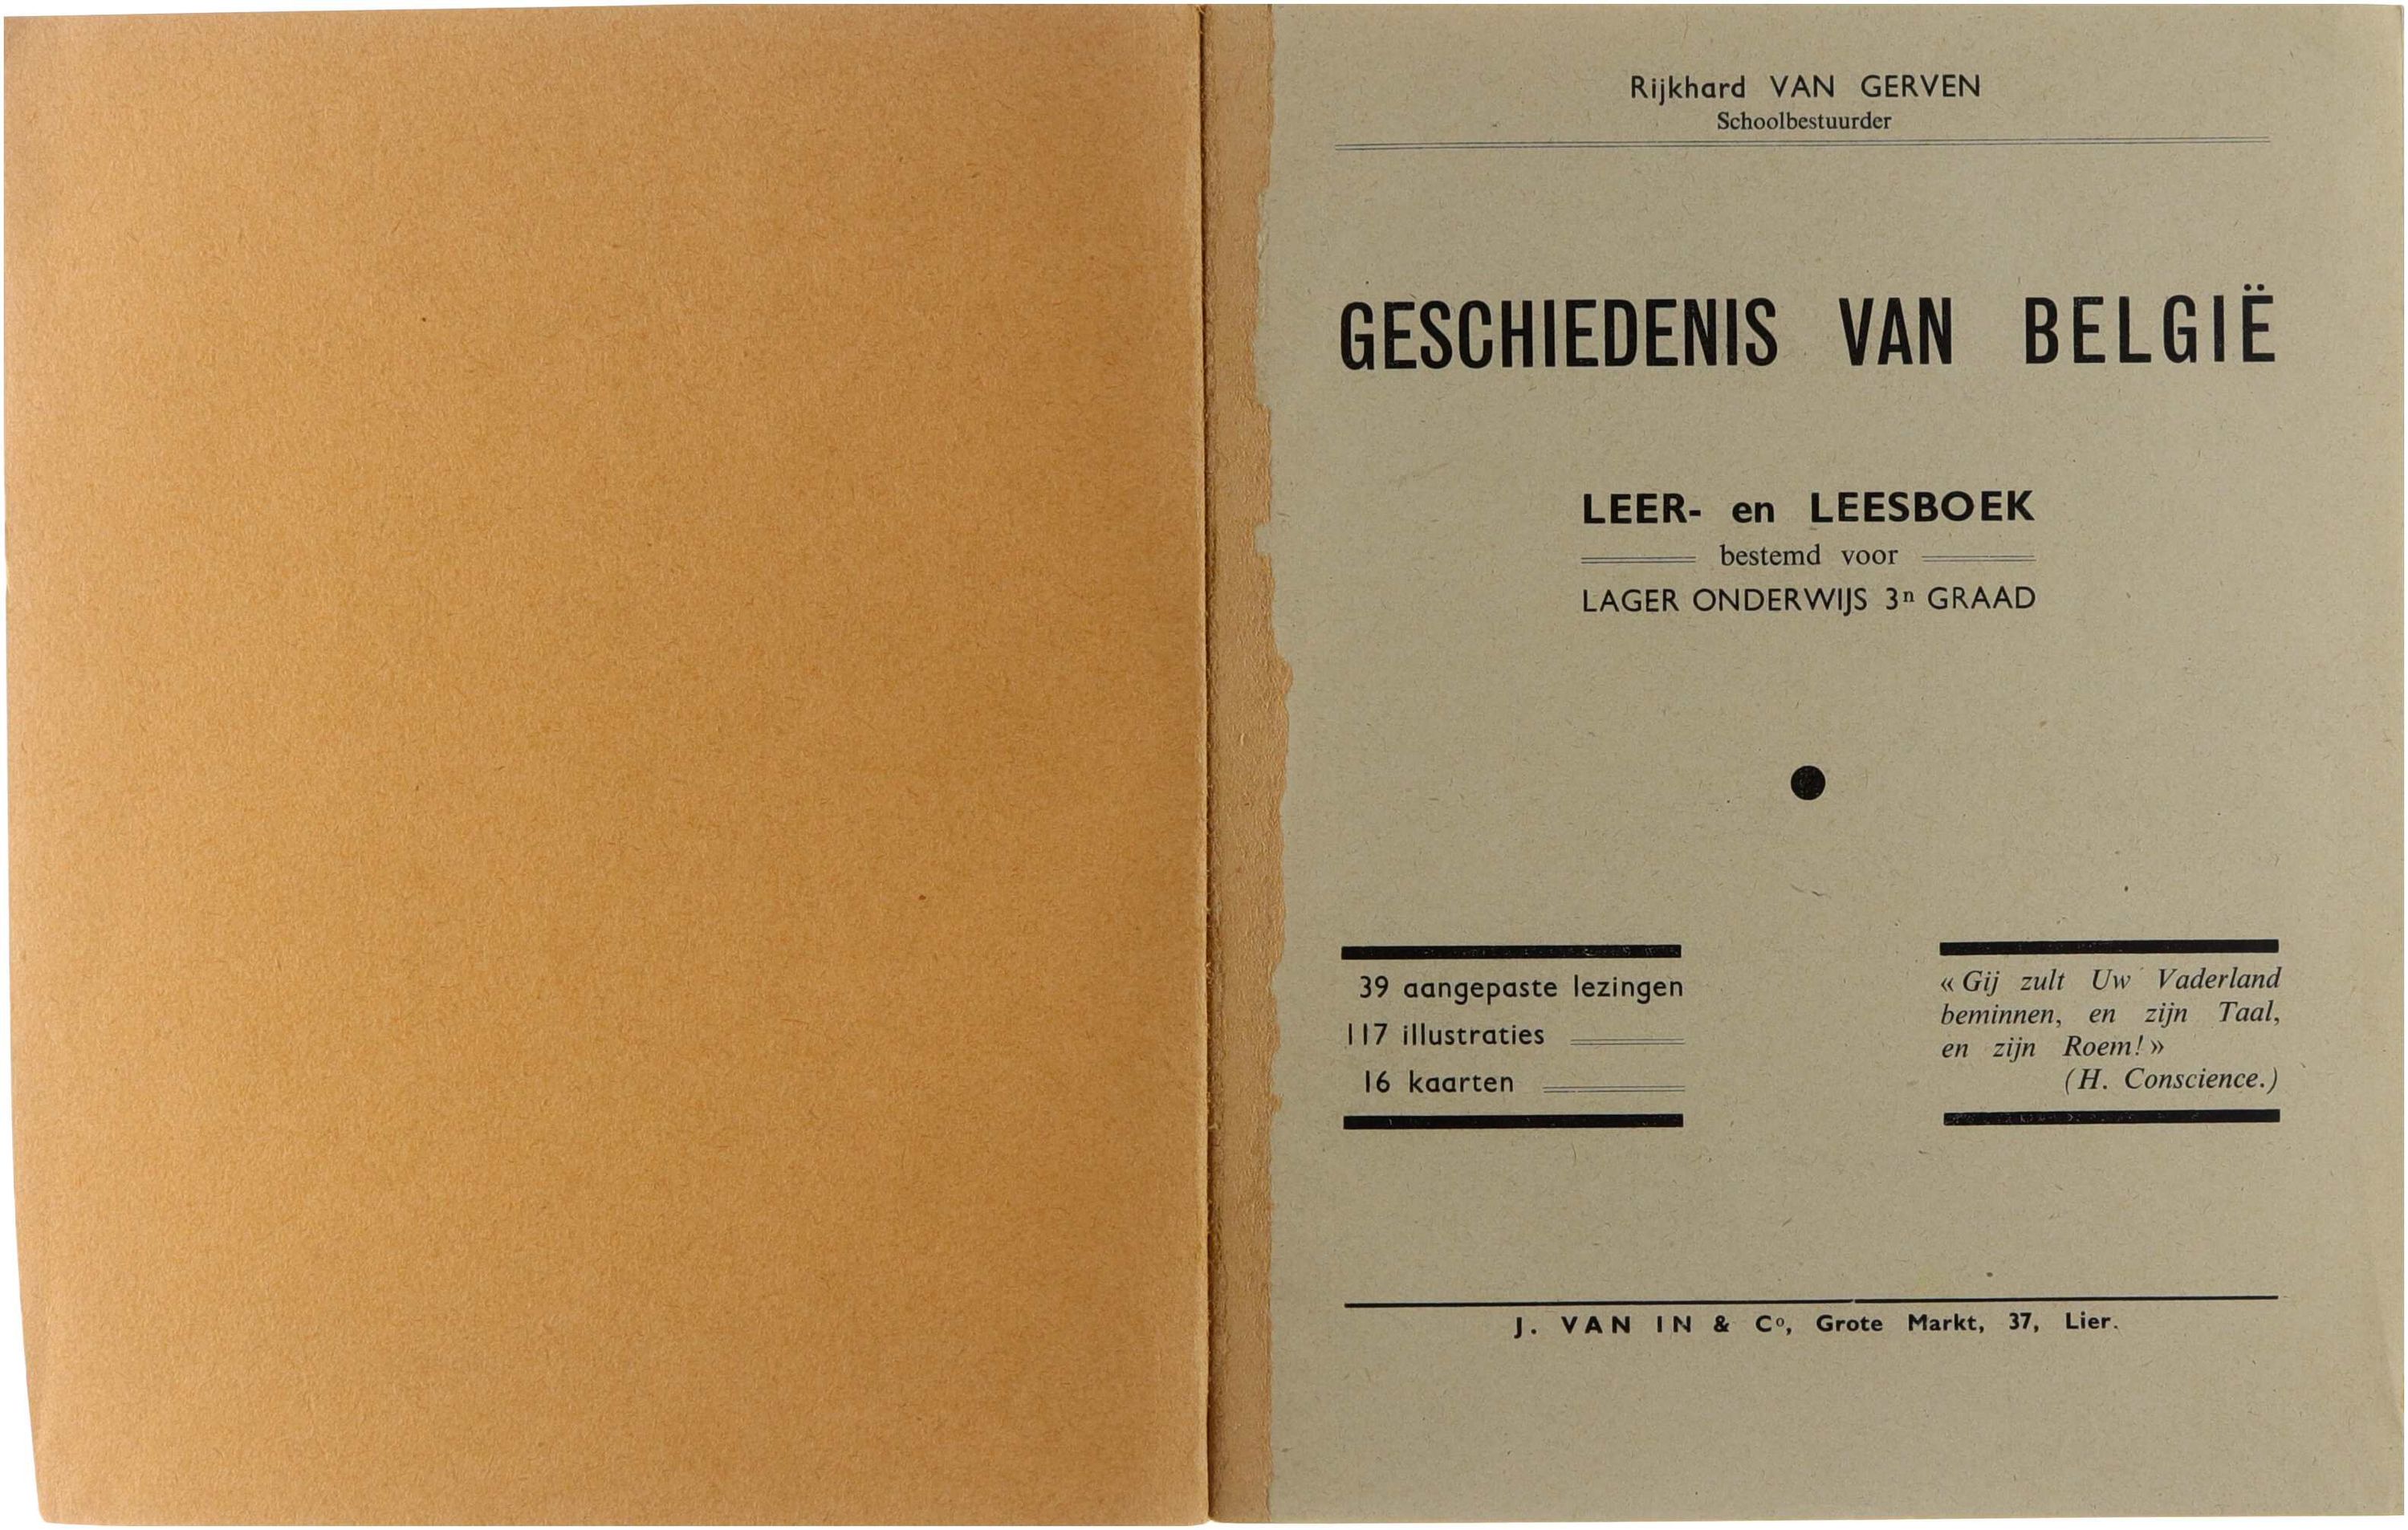 Rijkhard VAN GERVEN
Schoolbestuurder
GESCHIEDENIS VAN BELGIË
LEER- en LEESBOEK
bestemd voor
LAGER ONDERWIJS 3ⁿ GRAAD
39 aangepaste lezingen
117 illustraties
16 kaarten
« Gij zult Uw Vaderland
beminnen, en zijn Taal,
en zijn Roem! »
(H. Conscience.)
J. VAN IN & Cº, Grote Markt, 37, Lier.